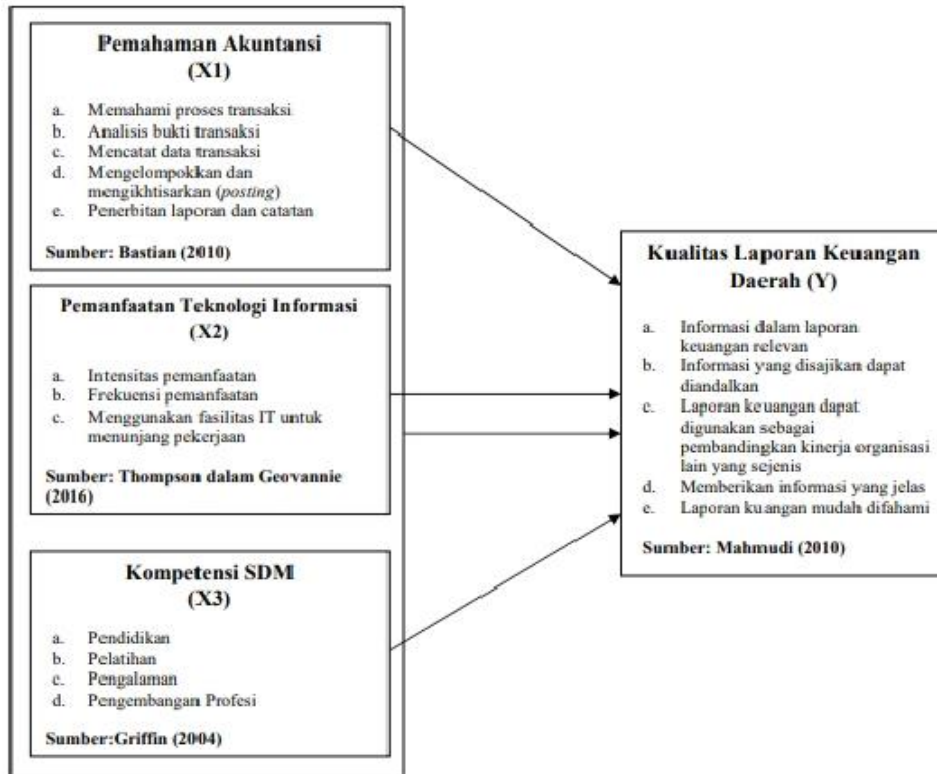 Pemahaman Akuntansi
(X1)
a. Memahami proses transaksi
b. Analisis bukti transaksi
c. Mencatat data transaksi
d. Mengelompokkan dan
mengikhtisarkan (posting)
e. Penerbitan laporan dan catatan
Sumber: Bastian (2010)
Pemanfaatan Teknologi Informasi
(X2)
a. Intensitas pemanfaatan
b. Frekuensi pemanfaatan
c. Menggunakan fasilitas IT untuk
menunjang pekerjaan
Sumber: Thompson dalam Geovannie
(2016)
Kompetensi SDM
(X3)
a. Pendidikan
b. Pelatihan
c. Pengalaman
d. Pengembangan Profesi
Sumber:Griffin (2004)
Kualitas Laporan Keuangan
Daerah (Y)
a. Informasi dalam laporan
keuangan relevan
b. Informasi yang disajikan dapat
diandalkan
c. Laporan keuangan dapat
digunakan sebagai
pembandingkan kinerja organisasi
lain yang sejenis
d. Memberikan informasi yang jelas
e. Laporan kuangan mudah difahami
Sumber: Mahmudi (2010)